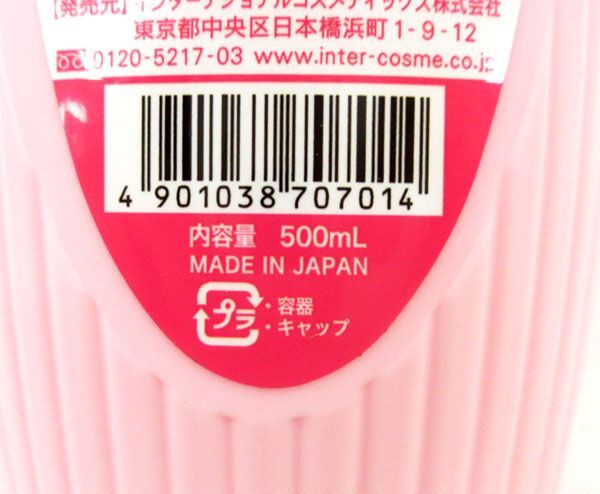 【発売元】インターナショナルコスメティックス株式会社
東京都中央区日本橋浜町1-9-12
0120-5217-03 www.inter-cosme.co.jp
4 901038 707014
内容量 500mL
MADE IN JAPAN
プラ ・容器
・キャップ